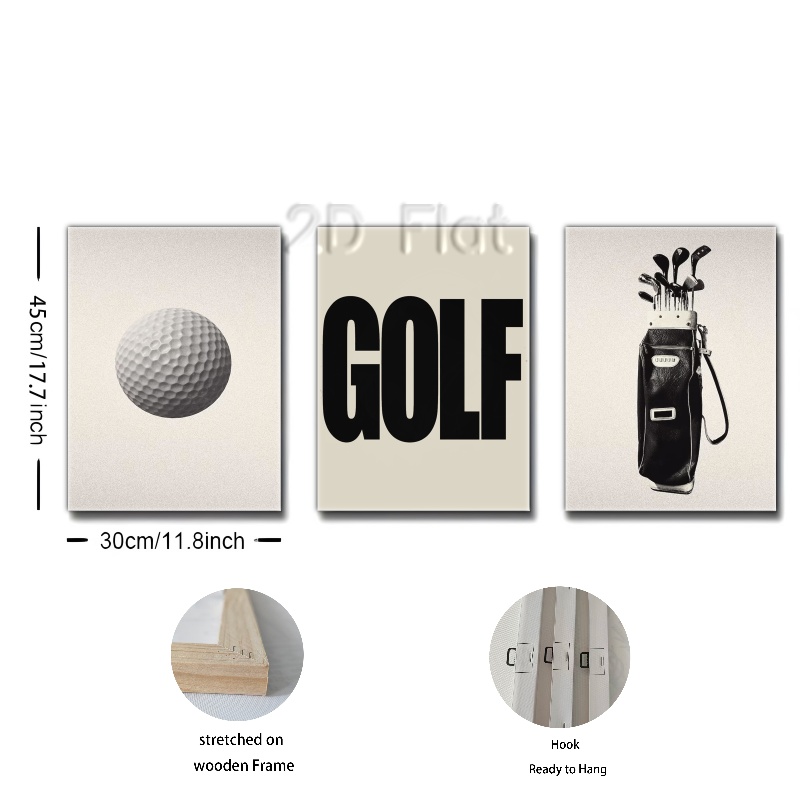 2D Flat
GOLF
45cm/17.7inch
30cm/11.8inch
stretched on
wooden Frame
Hook
Ready to Hang